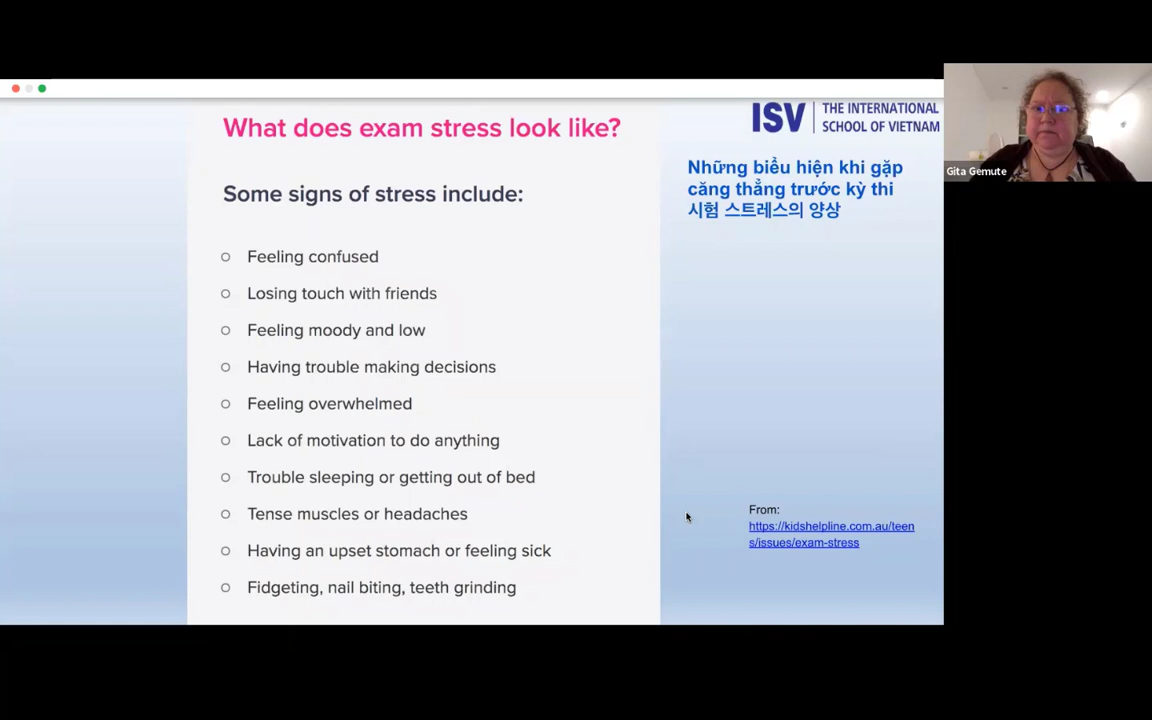 What does exam stress look like?
Some signs of stress include:
Feeling confused
Losing touch with friends
Feeling moody and low
Having trouble making decisions
Feeling overwhelmed
Lack of motivation to do anything
Trouble sleeping or getting out of bed
Tense muscles or headaches
Having an upset stomach or feeling sick
Fidgeting, nail biting, teeth grinding
ISV
THE INTERNATIONAL
SCHOOL OF VIETNAM
Những biểu hiện khi gặp
căng thẳng trước kỳ thi
시험 스트레스의 양상
From:
https://kidshelpline.com.au/teen
s/issues/exam-stress
Gita Gemute